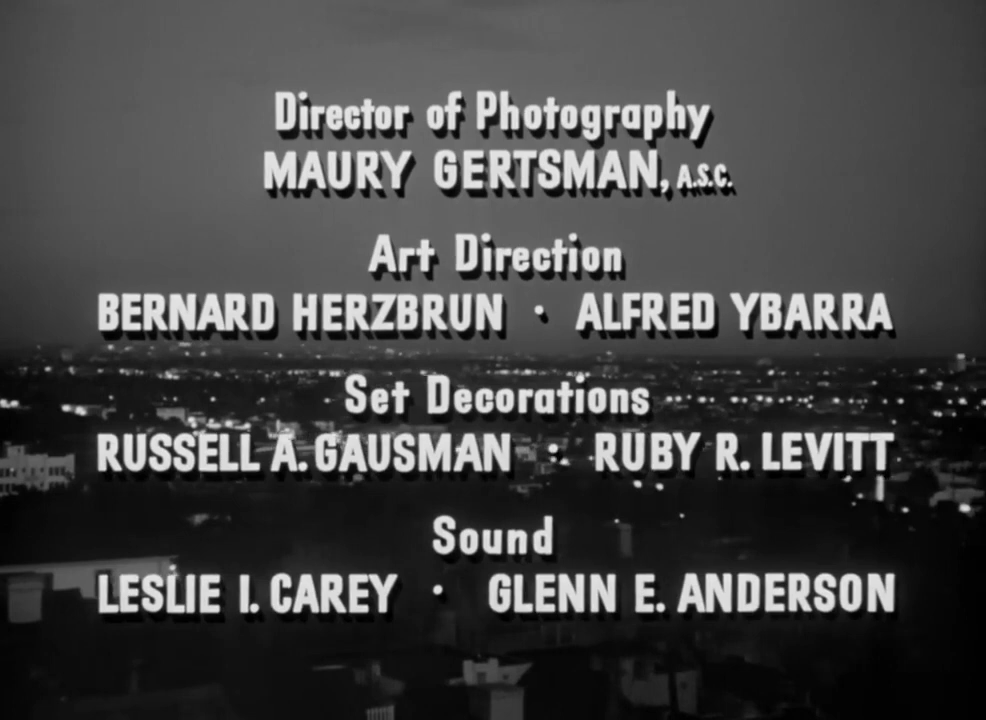 Director of Photography
MAURY GERTSMAN, A.S.C.
Art Direction
BERNARD HERZBRUN · ALFRED YBARRA
Set Decorations
RUSSELL A. GAUSMAN · RUBY R. LEVITT
Sound
LESLIE I. CAREY · GLENN E. ANDERSON